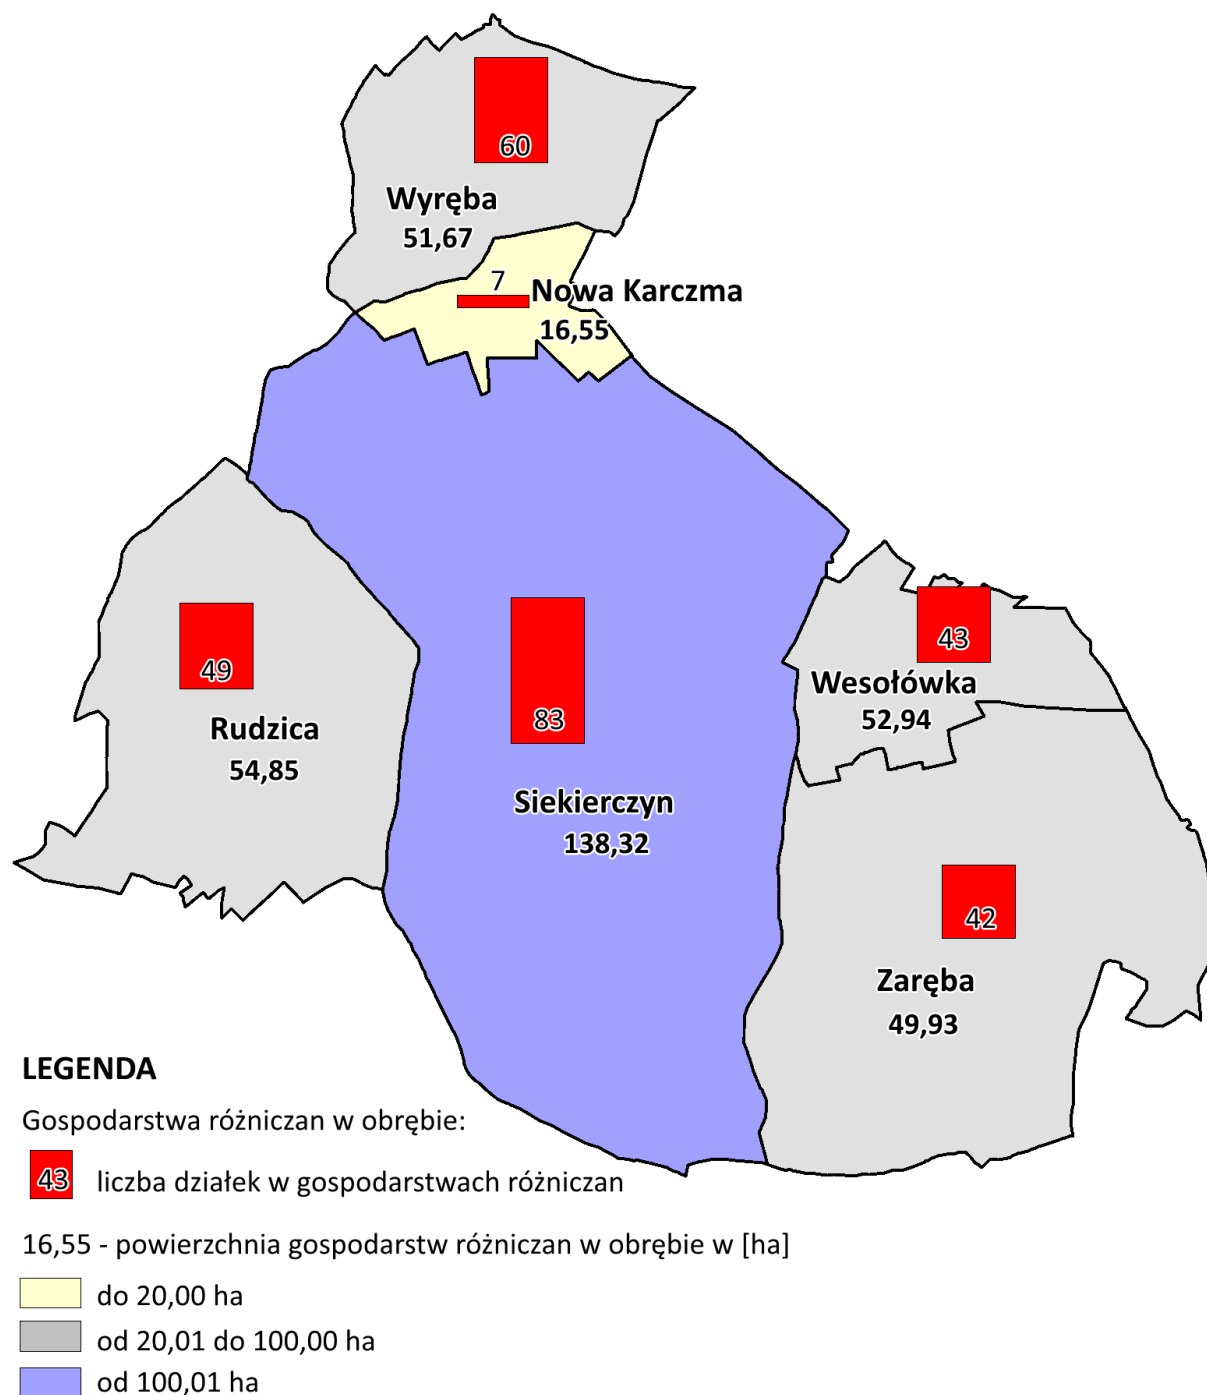 60
Wyręba
51,67
7
Nowa Karczma
16,55
43
Wesołówka
52,94
49
Rudzica
54,85
83
Siekierczyn
138,32
42
Zaręba
49,93
LEGENDA
Gospodarstwa różniczan w obrębie:
43 liczba działek w gospodarstwach różniczan
16,55 - powierzchnia gospodarstw różniczan w obrębie w [ha]
do 20,00 ha
od 20,01 do 100,00 ha
od 100,01 ha